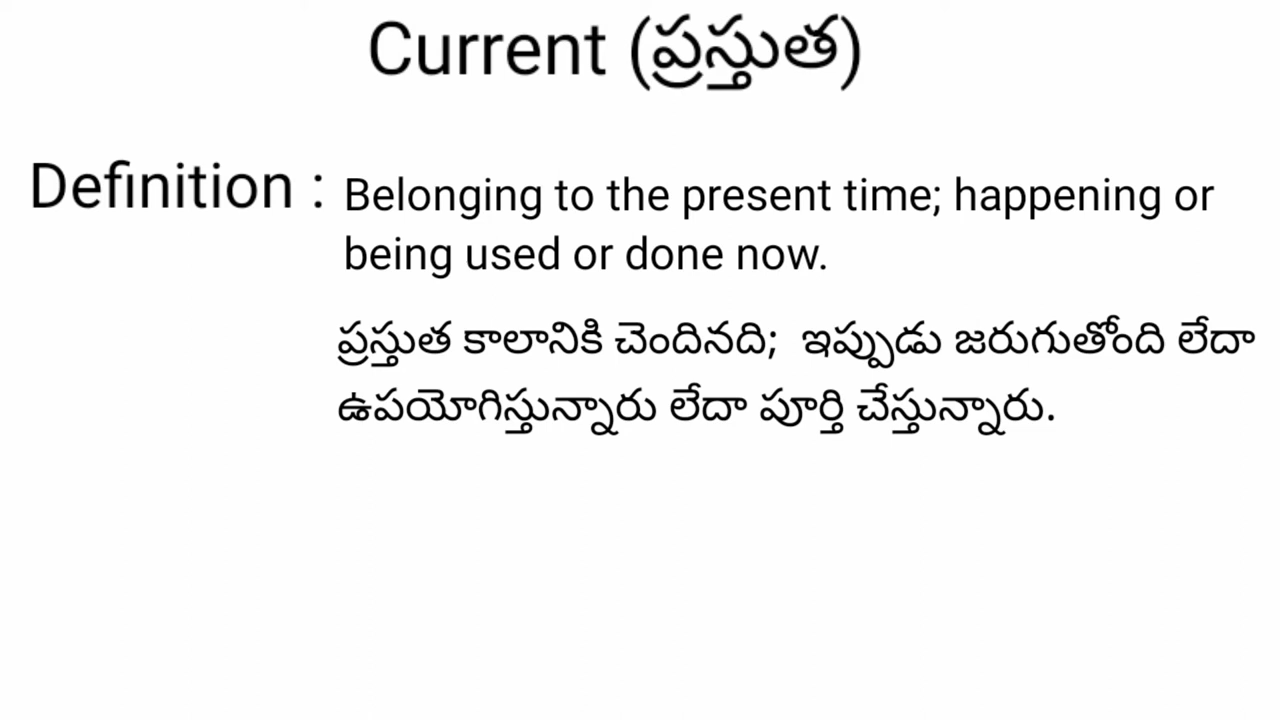 Current (ప్రస్తుత)
Definition : Belonging to the present time; happening or
being used or done now.
ప్రస్తుత కాలానికి చెందినది; ఇప్పుడు జరుగుతోంది లేదా
ఉపయోగిస్తున్నారు లేదా పూర్తి చేస్తున్నారు.